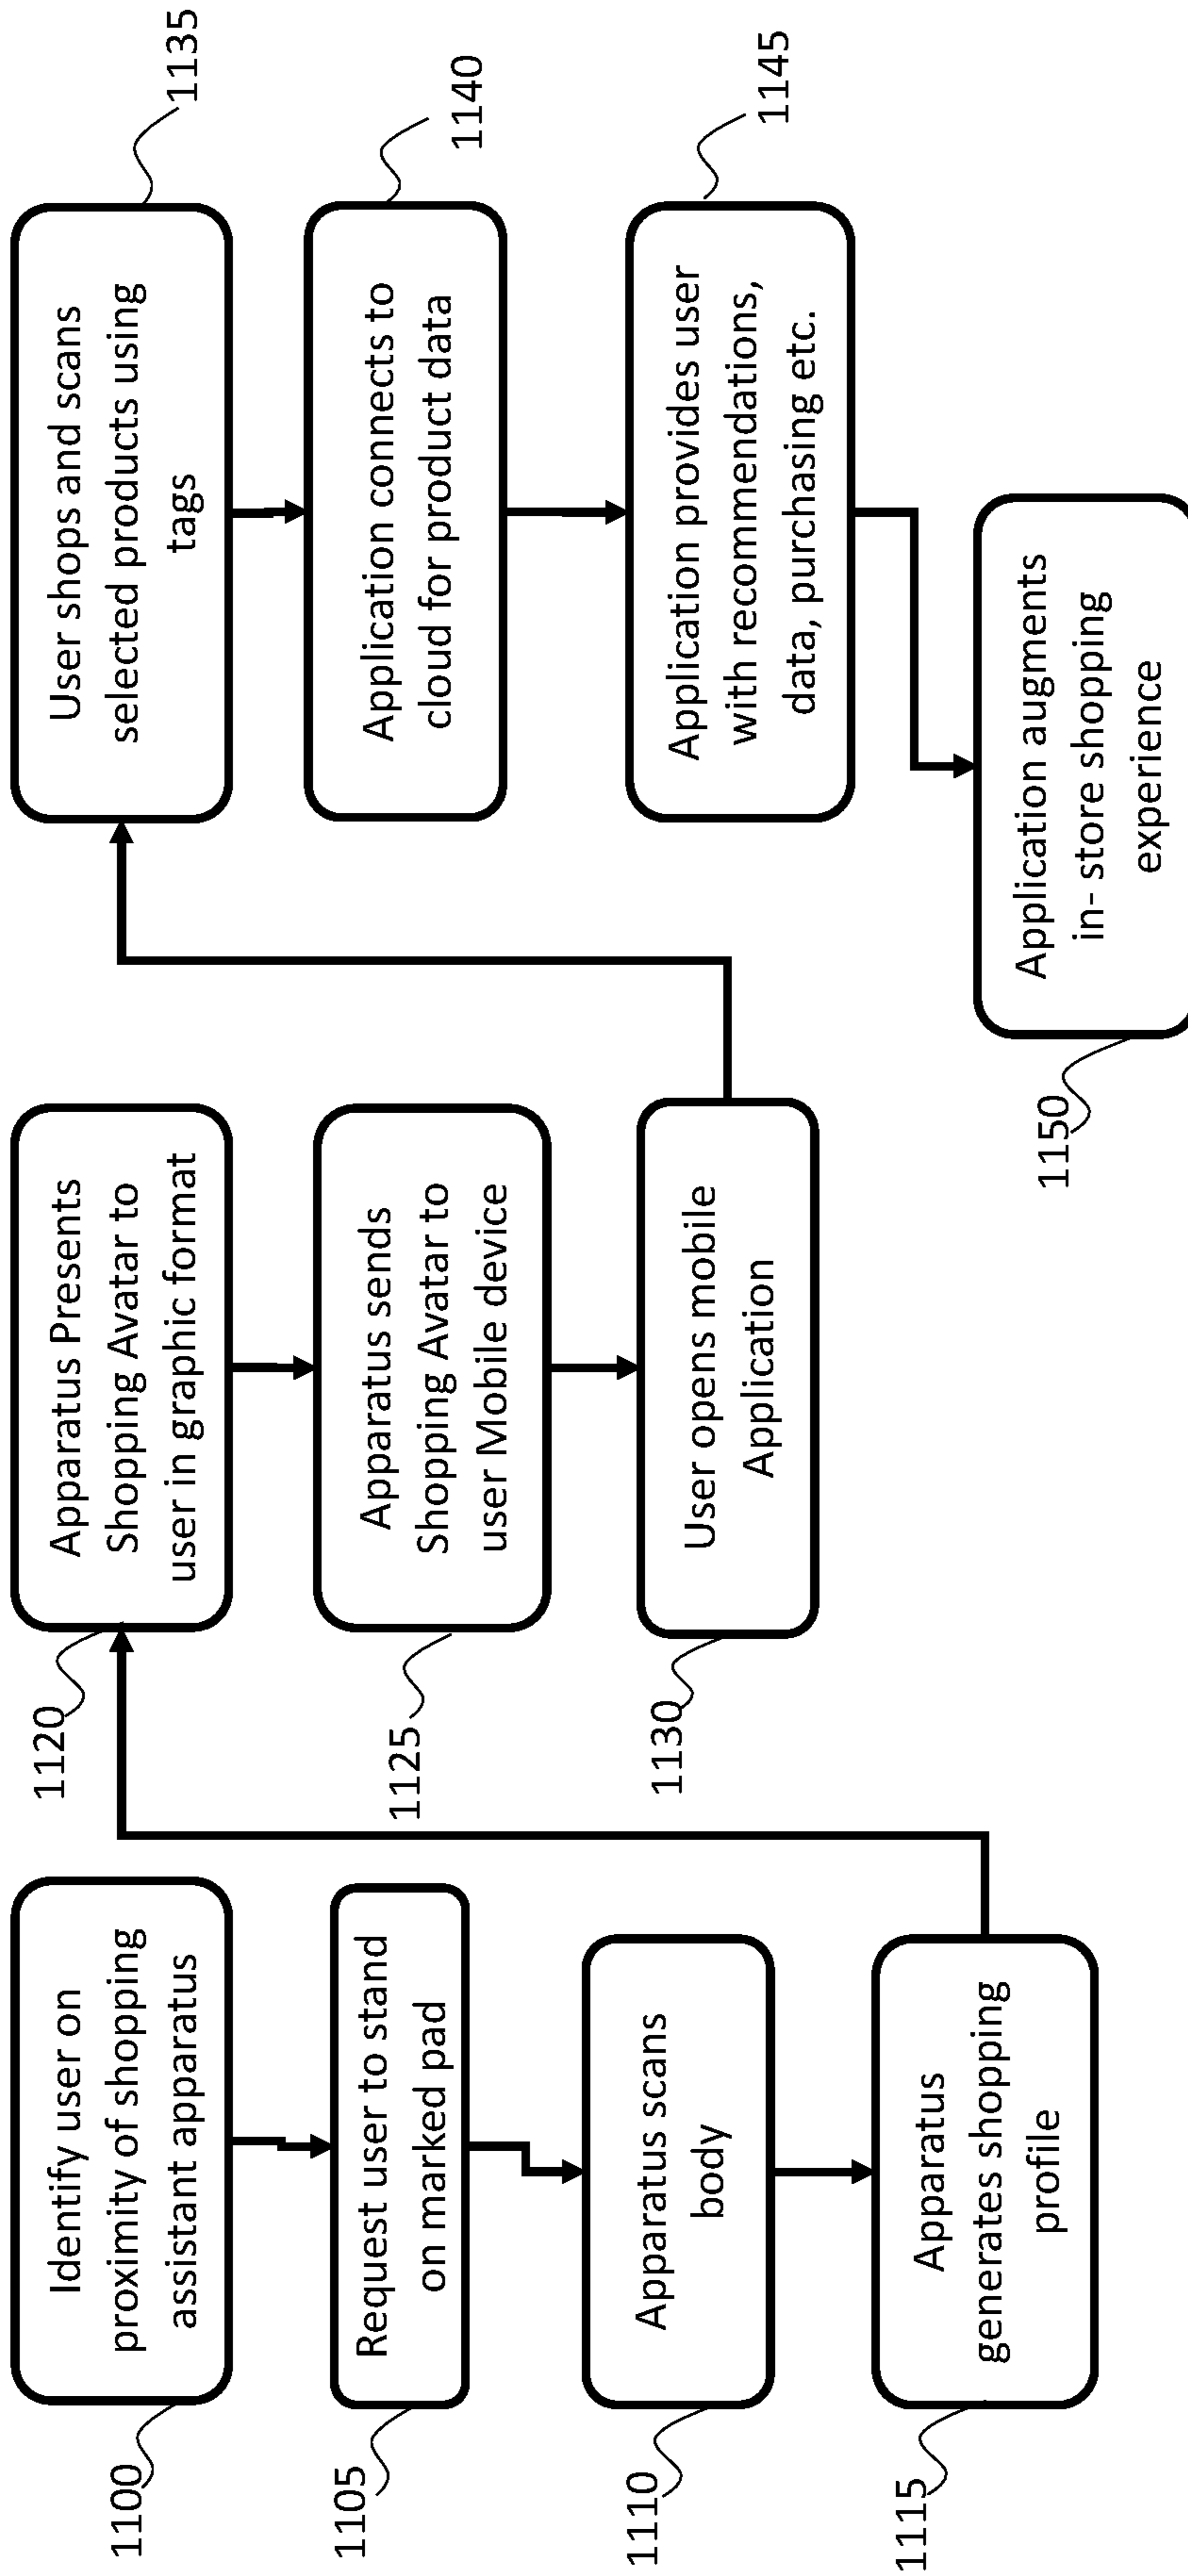 1100
Identify user on
proximity of shopping
assistant apparatus
1105
Request user to stand
on marked pad
1110
Apparatus scans
body
1115
Apparatus
generates shopping
profile
1120
Apparatus Presents
Shopping Avatar to
user in graphic format
1125
Apparatus sends
Shopping Avatar to
user Mobile device
1130
User opens mobile
Application
1135
User shops and scans
selected products using
tags
1140
Application connects to
cloud for product data
1145
Application provides user
with recommendations,
data, purchasing etc.
1150
Application augments
in- store shopping
experience